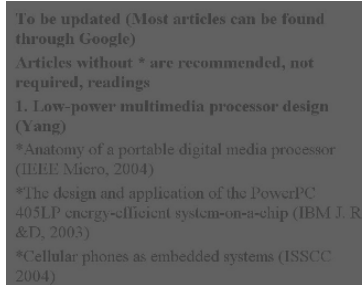 To be updated (Most articles can be found
through Google)
Articles without * are recommended, not
required, readings
1. Low-power multimedia processor design
(Yang)
*Anatomy of a portable digital media processor
(IEEE Micro, 2004)
*The design and application of the PowerPC
405LP energy-efficient system-on-a-chip (IBM J. R
&D, 2003)
*Cellular phones as embedded systems (ISSCC
2004)